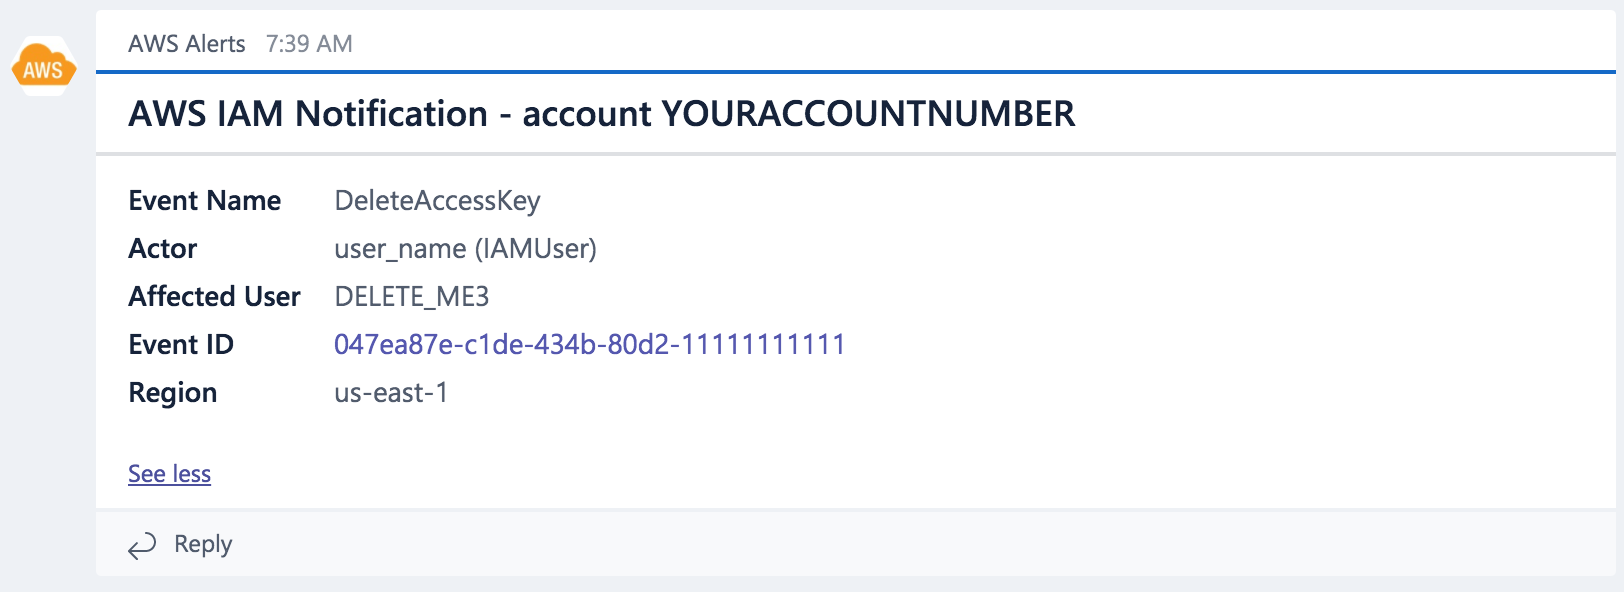 AWS
AWS Alerts 7:39 AM
AWS IAM Notification - account YOURACCOUNTNUMBER
Event Name DeleteAccessKey
Actor user_name (IAMUser)
Affected User DELETE_ME3
Event ID 047ea87e-c1de-434b-80d2-11111111111
Region us-east-1
See less
Reply